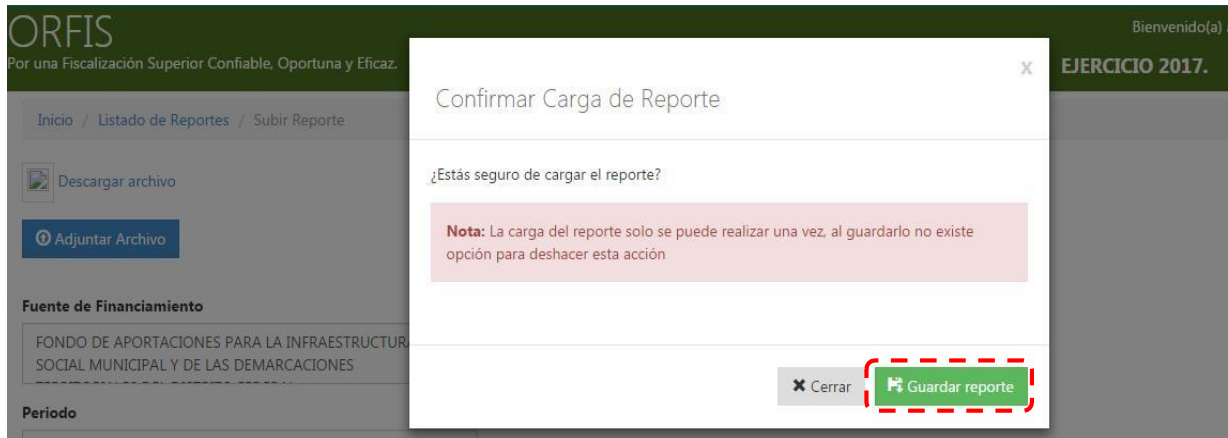 ORFIS
Por una Fiscalización Superior Confiable, Oportuna y Eficaz.
Bienvenido(a)
EJERCICIO 2017.
Inicio / Listado de Reportes / Subir Reporte
Descargar archivo
Adjuntar Archivo
Fuente de Financiamiento
FONDO DE APORTACIONES PARA LA INFRAESTRUCTURA
SOCIAL MUNICIPAL Y DE LAS DEMARCACIONES
Periodo
Confirmar Carga de Reporte
X
¿Estás seguro de cargar el reporte?
Nota: La carga del reporte solo se puede realizar una vez, al guardarlo no existe
opción para deshacer esta acción
Cerrar
Guardar reporte